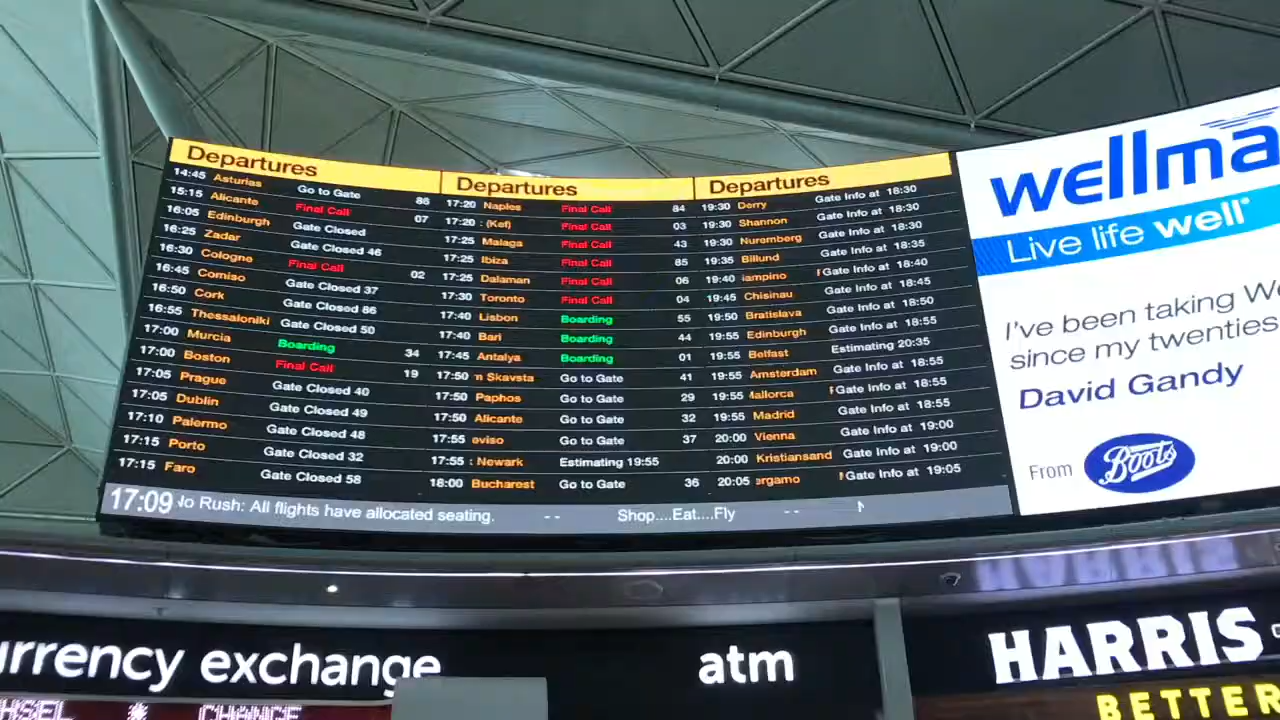 Departures
14:45 Asturias Go to Gate 86
15:15 Alicante Final Call 07
16:05 Edinburgh Gate Closed
16:25 Zadar Gate Closed 46
16:30 Cologne Final Call 02
16:45 Comiso Gate Closed 37
16:50 Cork Gate Closed 86
16:55 Thessaloniki Gate Closed 50
17:00 Murcia Boarding 34
17:00 Boston Final Call 19
17:05 Prague Gate Closed 40
17:05 Dublin Gate Closed 49
17:10 Palermo Gate Closed 48
17:15 Porto Gate Closed 32
17:15 Faro Gate Closed 58
Departures
17:20 Naples Final Call 84
17:20 (Kef) Final Call 03
17:25 Malaga Final Call 43
17:25 Ibiza Final Call 85
17:25 Dalaman Final Call 06
17:30 Toronto Final Call 04
17:40 Lisbon Boarding 55
17:40 Bari Boarding 44
17:45 Antalya Boarding 01
17:50 n Skavsta Go to Gate 41
17:50 Paphos Go to Gate 29
17:50 Alicante Go to Gate 32
17:55 eviso Go to Gate 37
17:55 : Newark Estimating 19:55
18:00 Bucharest Go to Gate 36
Departures
19:30 Derry Gate Info at 18:30
19:30 Shannon Gate Info at 18:30
19:30 Nuremberg Gate Info at 18:30
19:35 Billund Gate Info at 18:35
19:40 iampino Gate Info at 18:40
19:45 Chisinau Gate Info at 18:45
19:50 Bratislava Gate Info at 18:50
19:55 Edinburgh Gate Info at 18:55
19:55 Belfast Estimating 20:35
19:55 Amsterdam Gate Info at 18:55
19:55 allorca Gate Info at 18:55
19:55 Madrid Gate Info at 18:55
20:00 Vienna Gate Info at 19:00
20:00 Kristiansand Gate Info at 19:00
20:05 ergamo Gate Info at 19:05
17:09 No Rush: All flights have allocated seating. -- Shop....Eat....Fly --
wellma
Live life well
I've been taking We
since my twenties
David Gandy
From Boots
urrency exchange
HSEL * CHANGE
atm
HARRIS
BETTER